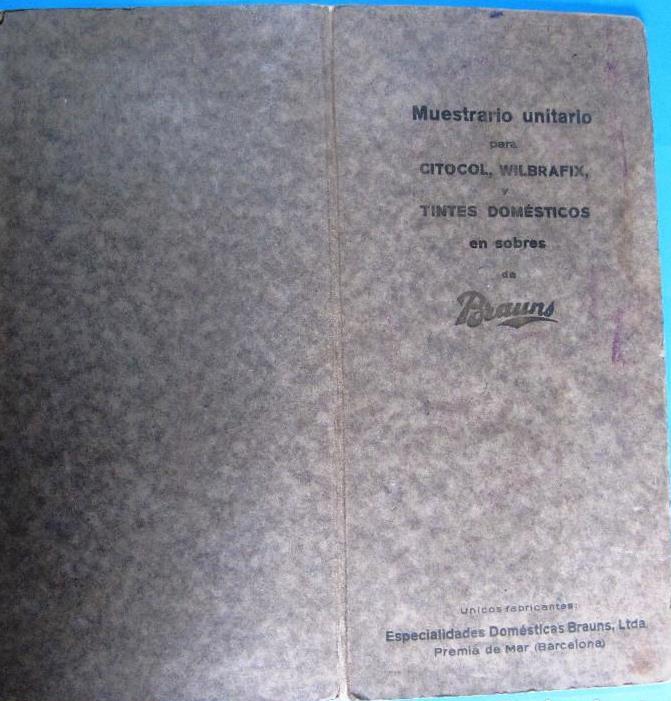 Muestrario unitario
para
CITOCOL, WILBRAFIX,
y
TINTES DOMÉSTICOS
en sobres
de
Brauns
Unicos fabricantes:
Especialidades Domésticas Brauns, Ltda.
Premiá de Mar (Barcelona)